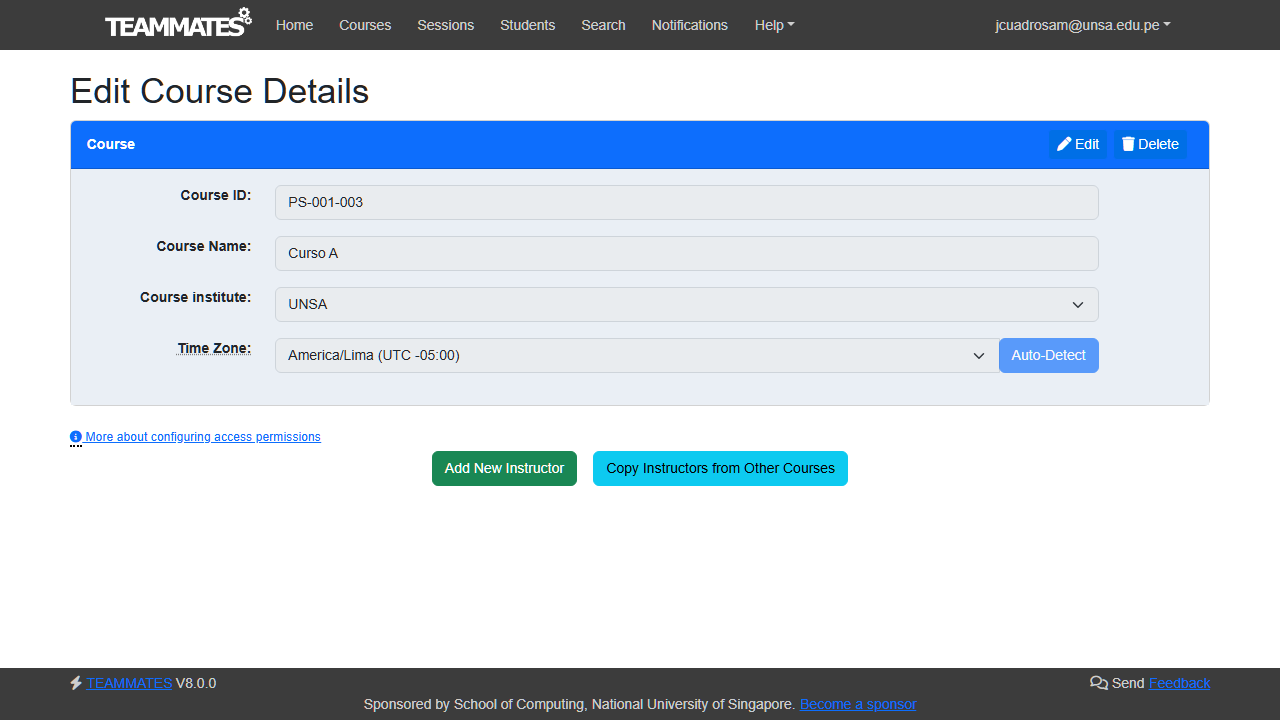 TEAMMATES Home Courses Sessions Students Search Notifications Help jcuadrosam@unsa.edu.pe
Edit Course Details
Course Edit Delete
Course ID: PS-001-003
Course Name: Curso A
Course institute: UNSA
Time Zone: America/Lima (UTC -05:00) Auto-Detect
More about configuring access permissions
Add New Instructor Copy Instructors from Other Courses
TEAMMATES V8.0.0 Send Feedback
Sponsored by School of Computing, National University of Singapore. Become a sponsor